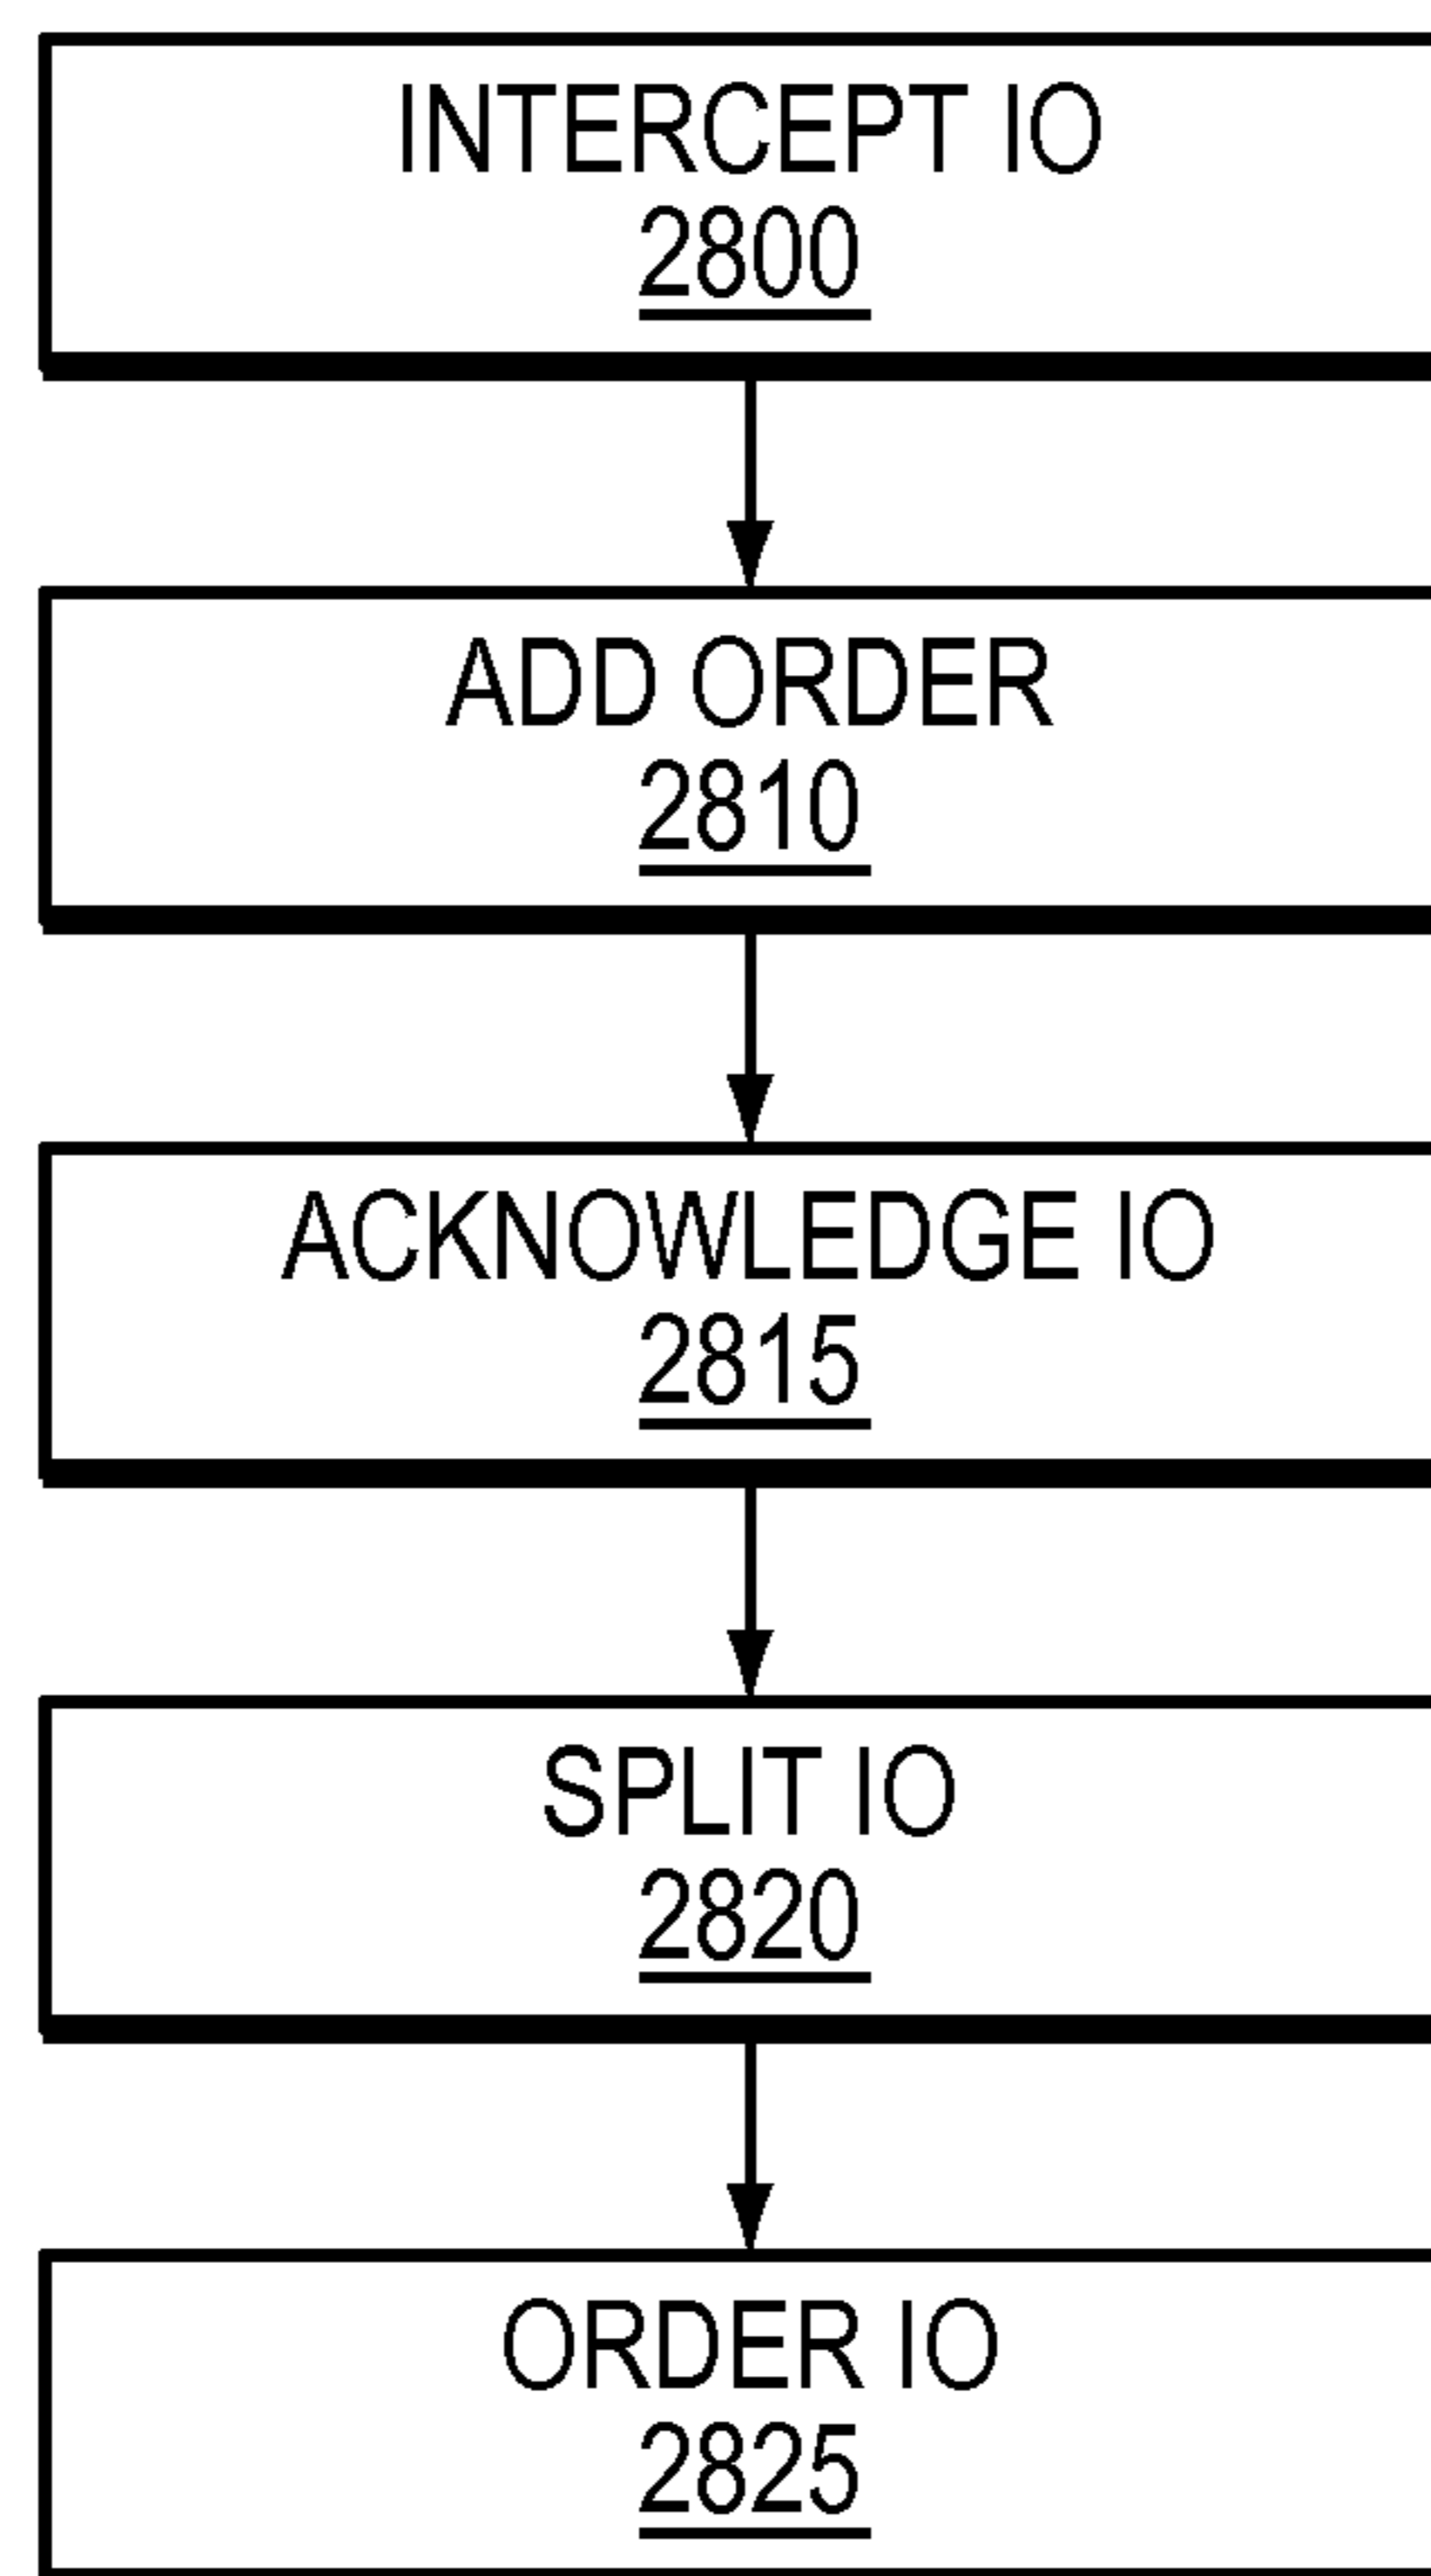 INTERCEPT IO
2800
ADD ORDER
2810
ACKNOWLEDGE IO
2815
SPLIT IO
2820
ORDER IO
2825